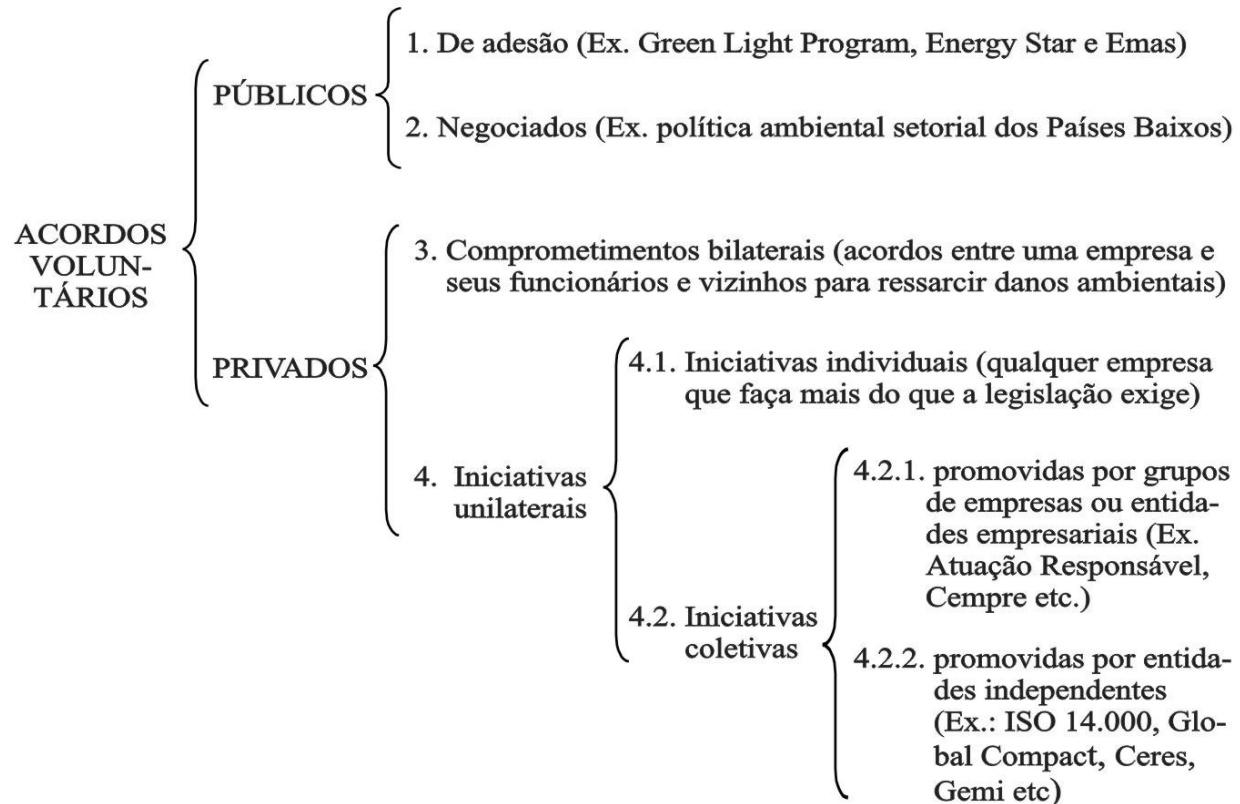 1. De adesão (Ex. Green Light Program, Energy Star e Emas)
PÚBLICOS
2. Negociados (Ex. política ambiental setorial dos Países Baixos)
ACORDOS
VOLUN-
TÁRIOS
3. Comprometimentos bilaterais (acordos entre uma empresa e
seus funcionários e vizinhos para ressarcir danos ambientais)
PRIVADOS
4.1. Iniciativas individuais (qualquer empresa
que faça mais do que a legislação exige)
4. Iniciativas
unilaterais
4.2. Iniciativas
coletivas
4.2.1. promovidas por grupos
de empresas ou entida-
des empresariais (Ex.
Atuação Responsável,
Cempre etc.)
4.2.2. promovidas por entida-
des independentes
(Ex.: ISO 14.000, Glo-
bal Compact, Ceres,
Gemi etc)